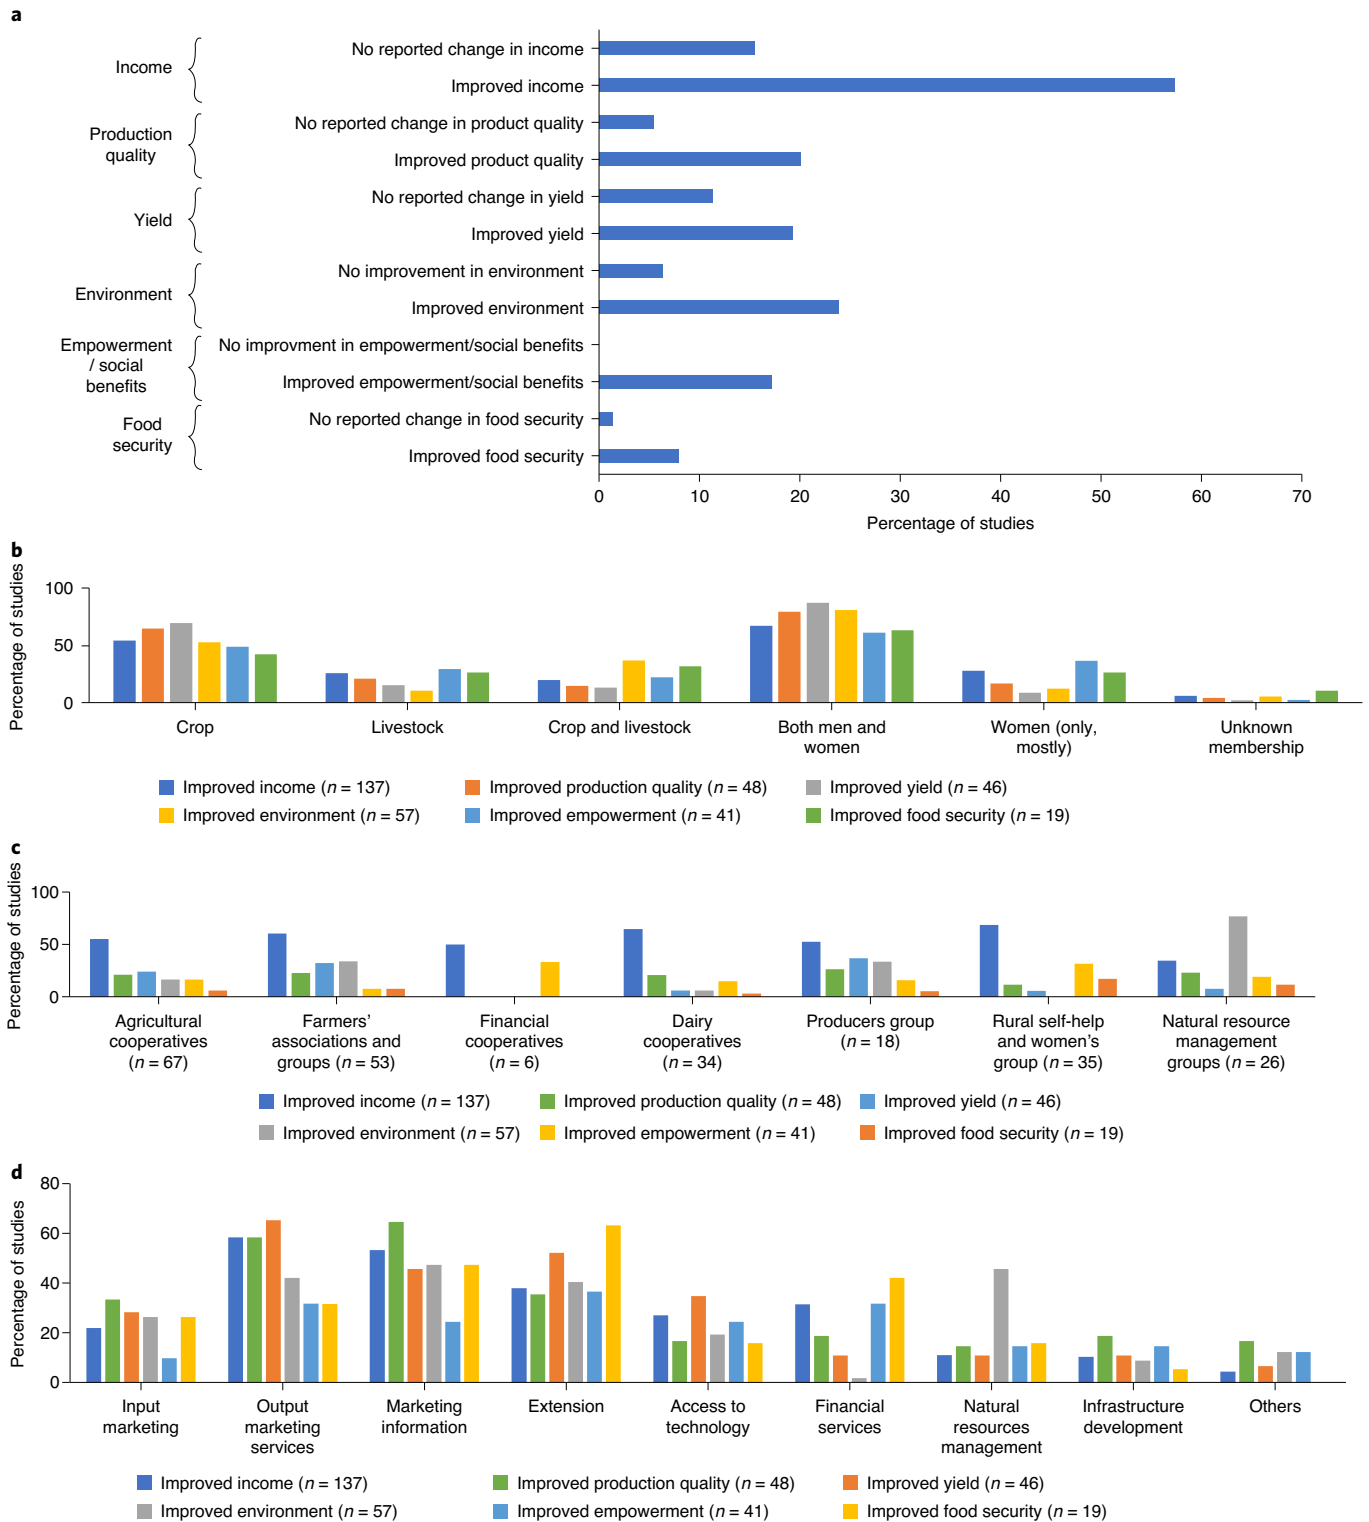 a
Income
No reported change in income
Improved income
Production
quality
No reported change in product quality
Improved product quality
Yield
No reported change in yield
Improved yield
Environment
No improvement in environment
Improved environment
Empowerment
/ social
benefits
No improvment in empowerment/social benefits
Improved empowerment/social benefits
Food
security
No reported change in food security
Improved food security
0 10 20 30 40 50 60 70
Percentage of studies
b
Percentage of studies
100
50
0
Crop
Livestock
Crop and livestock
Both men and
women
Women (only,
mostly)
Unknown
membership
Improved income (n = 137)
Improved production quality (n = 48)
Improved yield (n = 46)
Improved environment (n = 57)
Improved empowerment (n = 41)
Improved food security (n = 19)
c
Percentage of studies
100
50
0
Agricultural
cooperatives
(n = 67)
Farmers'
associations and
groups (n = 53)
Financial
cooperatives
(n = 6)
Dairy
cooperatives
(n = 34)
Producers group
(n = 18)
Rural self-help
and women's
group (n = 35)
Natural resource
management
groups (n = 26)
Improved income (n = 137)
Improved production quality (n = 48)
Improved yield (n = 46)
Improved environment (n = 57)
Improved empowerment (n = 41)
Improved food security (n = 19)
d
Percentage of studies
80
60
40
20
0
Input
marketing
Output
marketing
services
Marketing
information
Extension
Access to
technology
Financial
services
Natural
resources
management
Infrastructure
development
Others
Improved income (n = 137)
Improved production quality (n = 48)
Improved yield (n = 46)
Improved environment (n = 57)
Improved empowerment (n = 41)
Improved food security (n = 19)